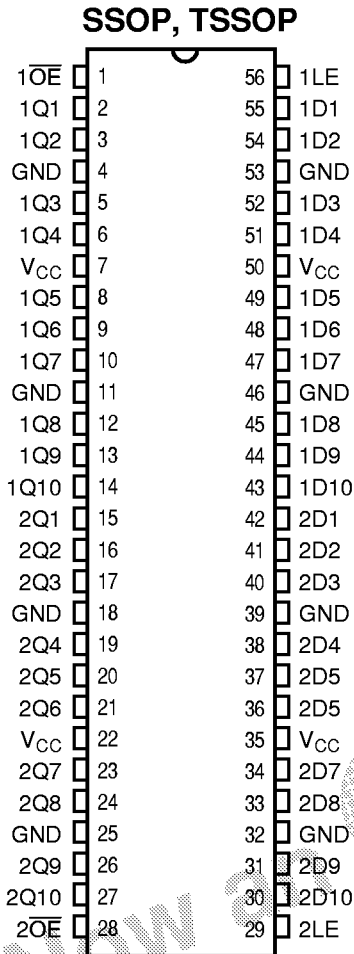 SSOP, TSSOP
1OE 1 56 1LE
1Q1 2 55 1D1
1Q2 3 54 1D2
GND 4 53 GND
1Q3 5 52 1D3
1Q4 6 51 1D4
VCC 7 50 VCC
1Q5 8 49 1D5
1Q6 9 48 1D6
1Q7 10 47 1D7
GND 11 46 GND
1Q8 12 45 1D8
1Q9 13 44 1D9
1Q10 14 43 1D10
2Q1 15 42 2D1
2Q2 16 41 2D2
2Q3 17 40 2D3
GND 18 39 GND
2Q4 19 38 2D4
2Q5 20 37 2D5
2Q6 21 36 2D5
VCC 22 35 VCC
2Q7 23 34 2D7
2Q8 24 33 2D8
GND 25 32 GND
2Q9 26 31 2D9
2Q10 27 30 2D10
2OE 28 29 2LE